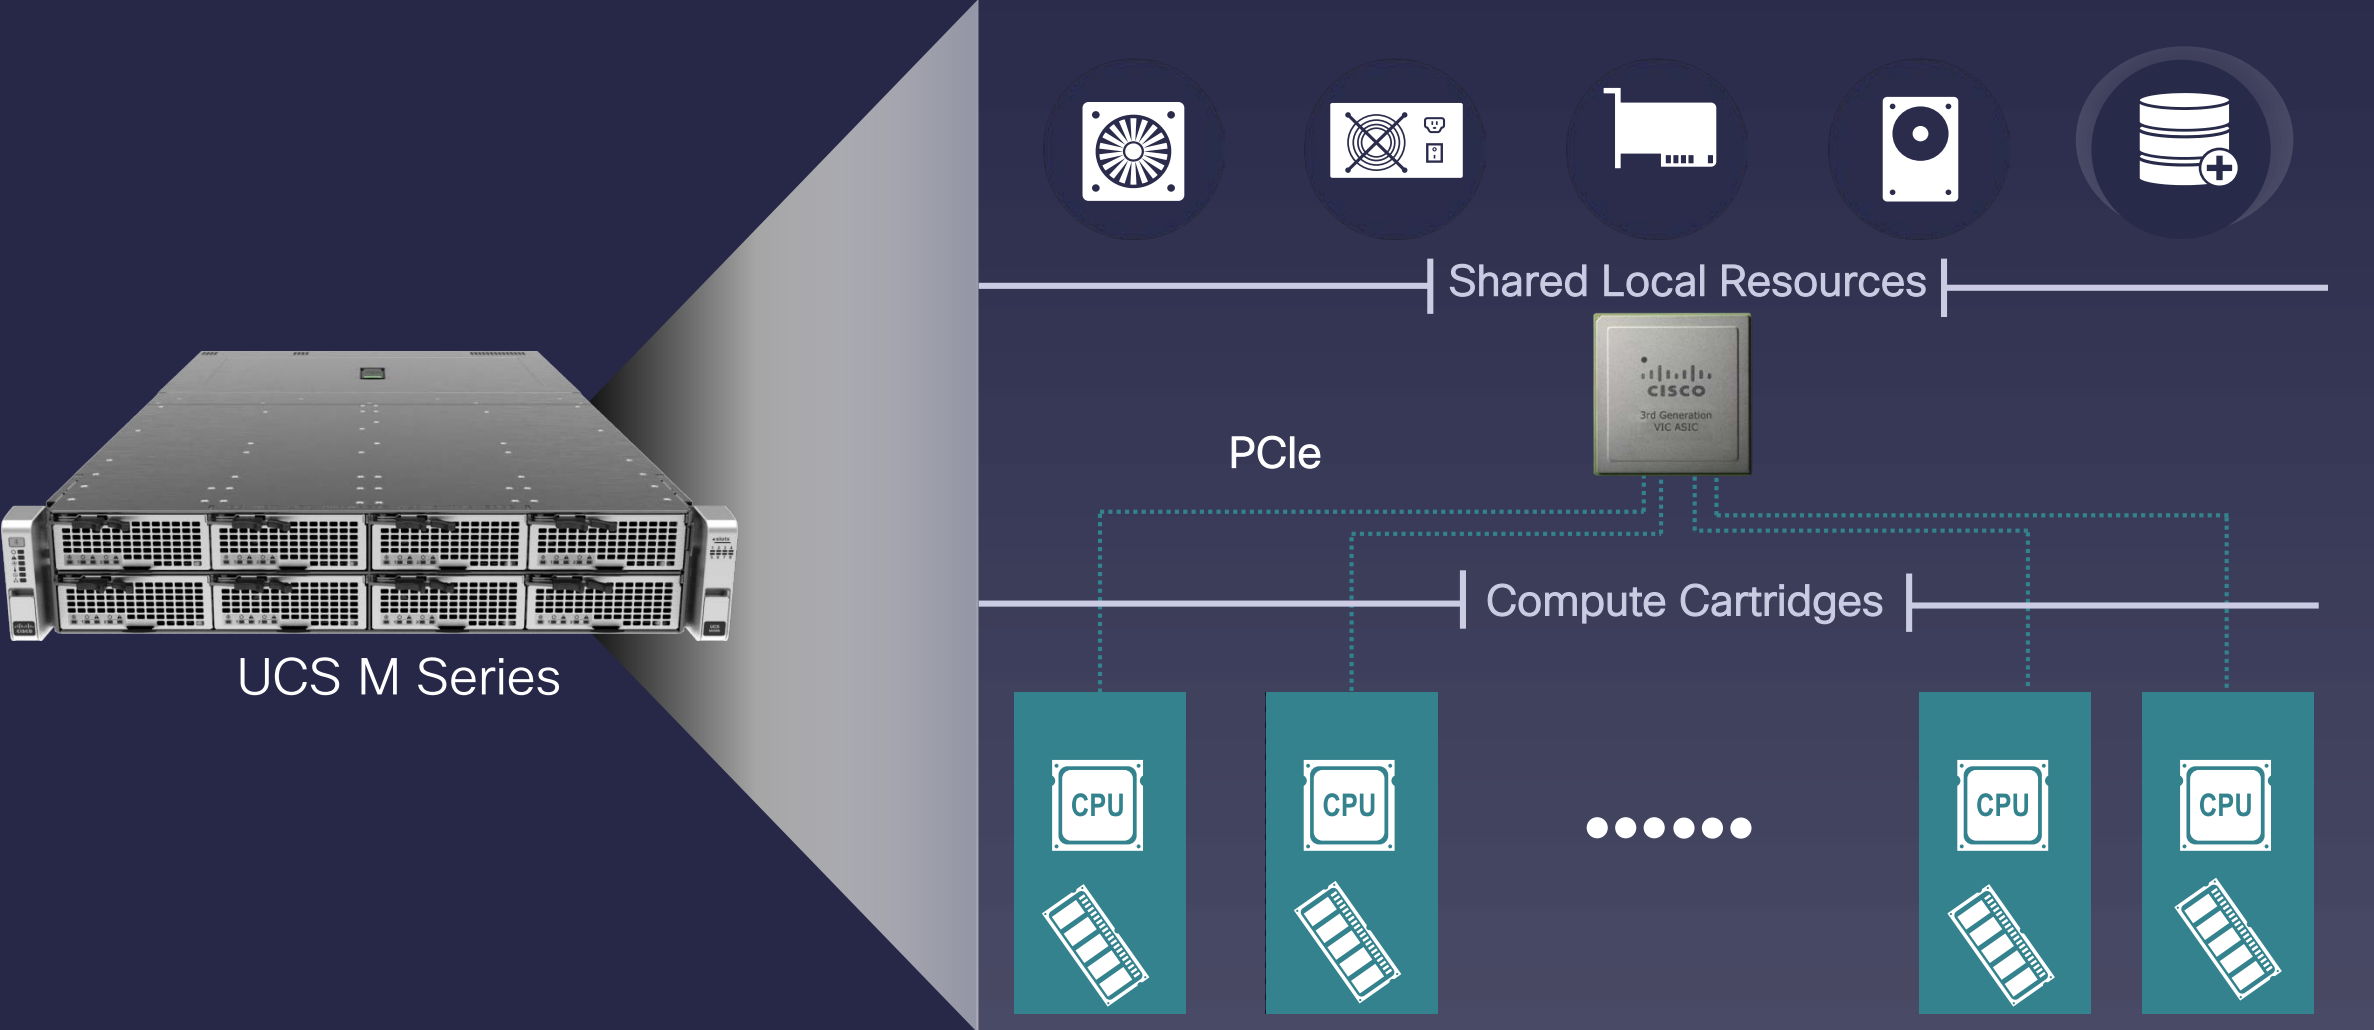 Shared Local Resources
CISCO
3rd Generation
VIC ASIC
PCIe
Compute Cartridges
UCS M Series
CPU
CPU
CPU
CPU